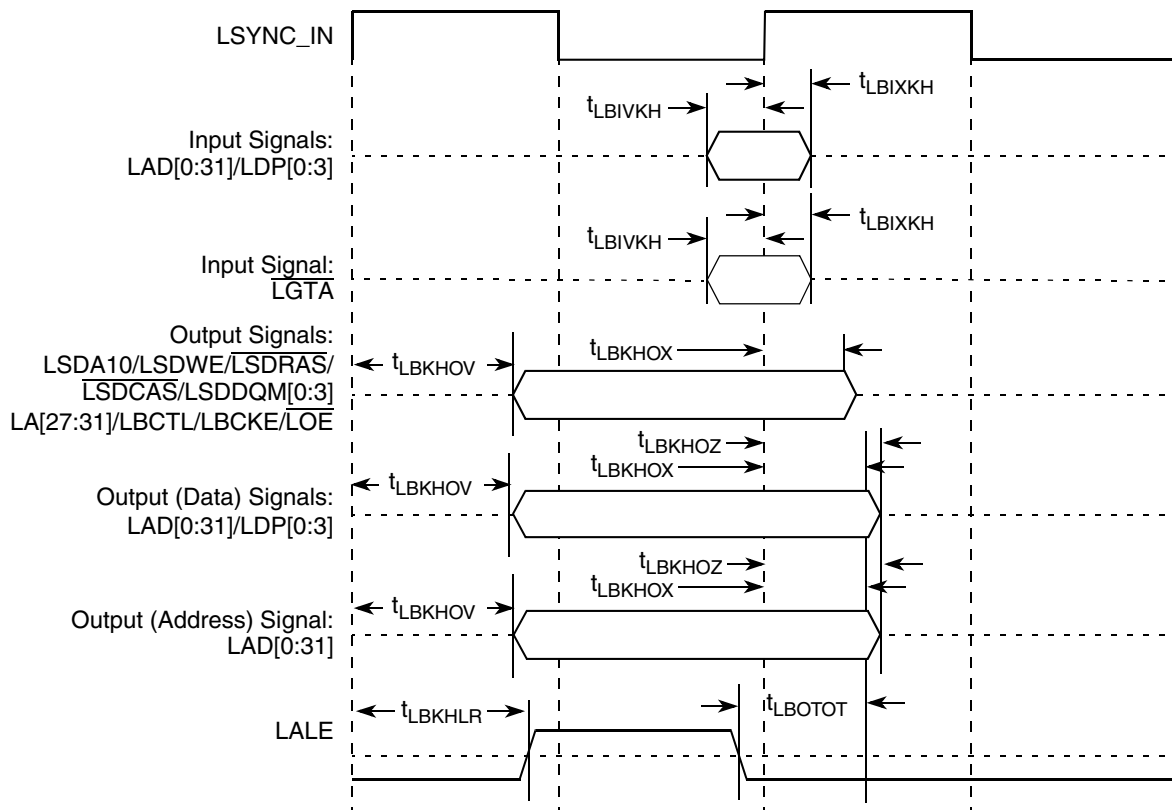 LSYNC_IN
tLBIXKH
tLBIVKH
Input Signals:
LAD[0:31]/LDP[0:3]
tLBIXKH
tLBIVKH
Input Signal:
LGTA
Output Signals:
LSDA10/LSDWE/LSDRAS/
LSDCAS/LSDDQM[0:3]
LA[27:31]/LBCTL/LBCKE/LOE
tLBKHOV
tLBKHOX
tLBKHOZ
tLBKHOX
tLBKHOV
Output (Data) Signals:
LAD[0:31]/LDP[0:3]
tLBKHOZ
tLBKHOX
tLBKHOV
Output (Address) Signal:
LAD[0:31]
tLBKHLR
tLBOTOT
LALE